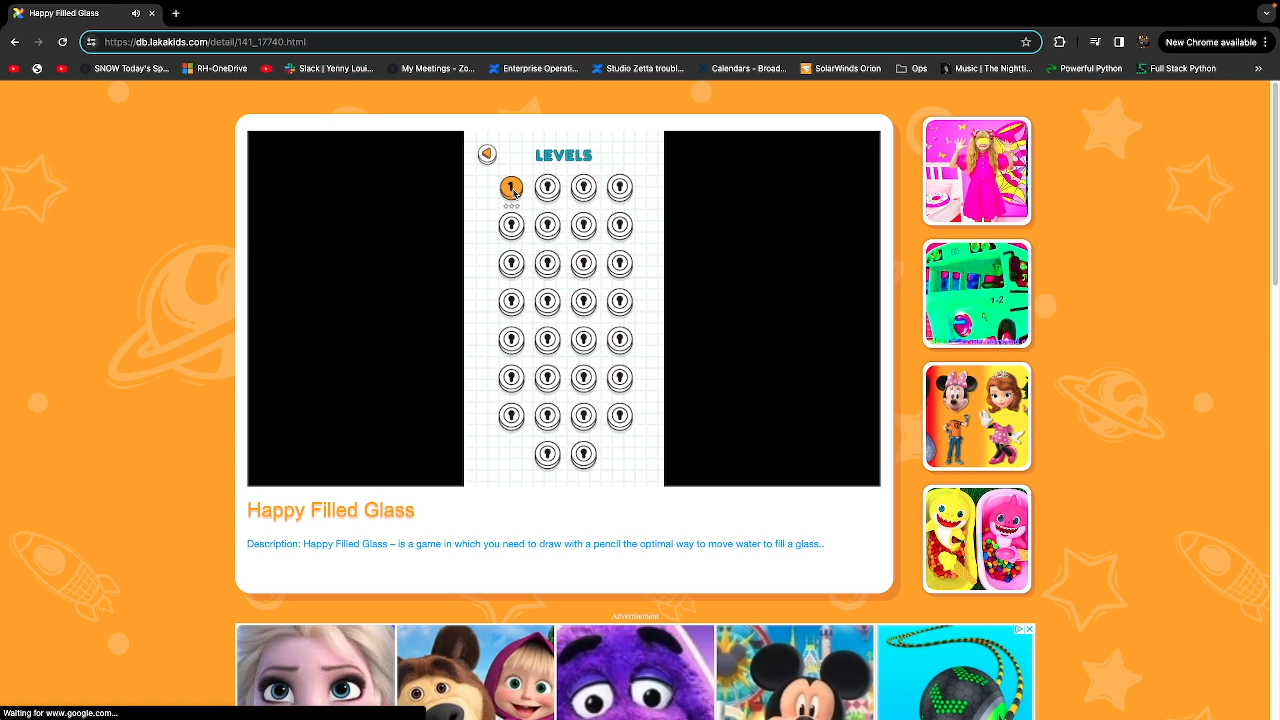 Happy Filled Glass
https://db.lakakids.com/detail/141_17740.html
New Chrome available
SNOW Today's Sp...
RH-OneDrive
Slack | Yenny Loui...
My Meetings - Zo...
Enterprise Operati...
Studio Zetta troubl...
Calendars - Broad...
SolarWinds Orion
Ops
Music | The Nightti...
Powerful Python
Full Stack Python
LEVELS
1
1-2
Happy Filled Glass
Description: Happy Filled Glass – is a game in which you need to draw with a pencil the optimal way to move water to fill a glass..
Advertisement
Waiting for www.google.com...